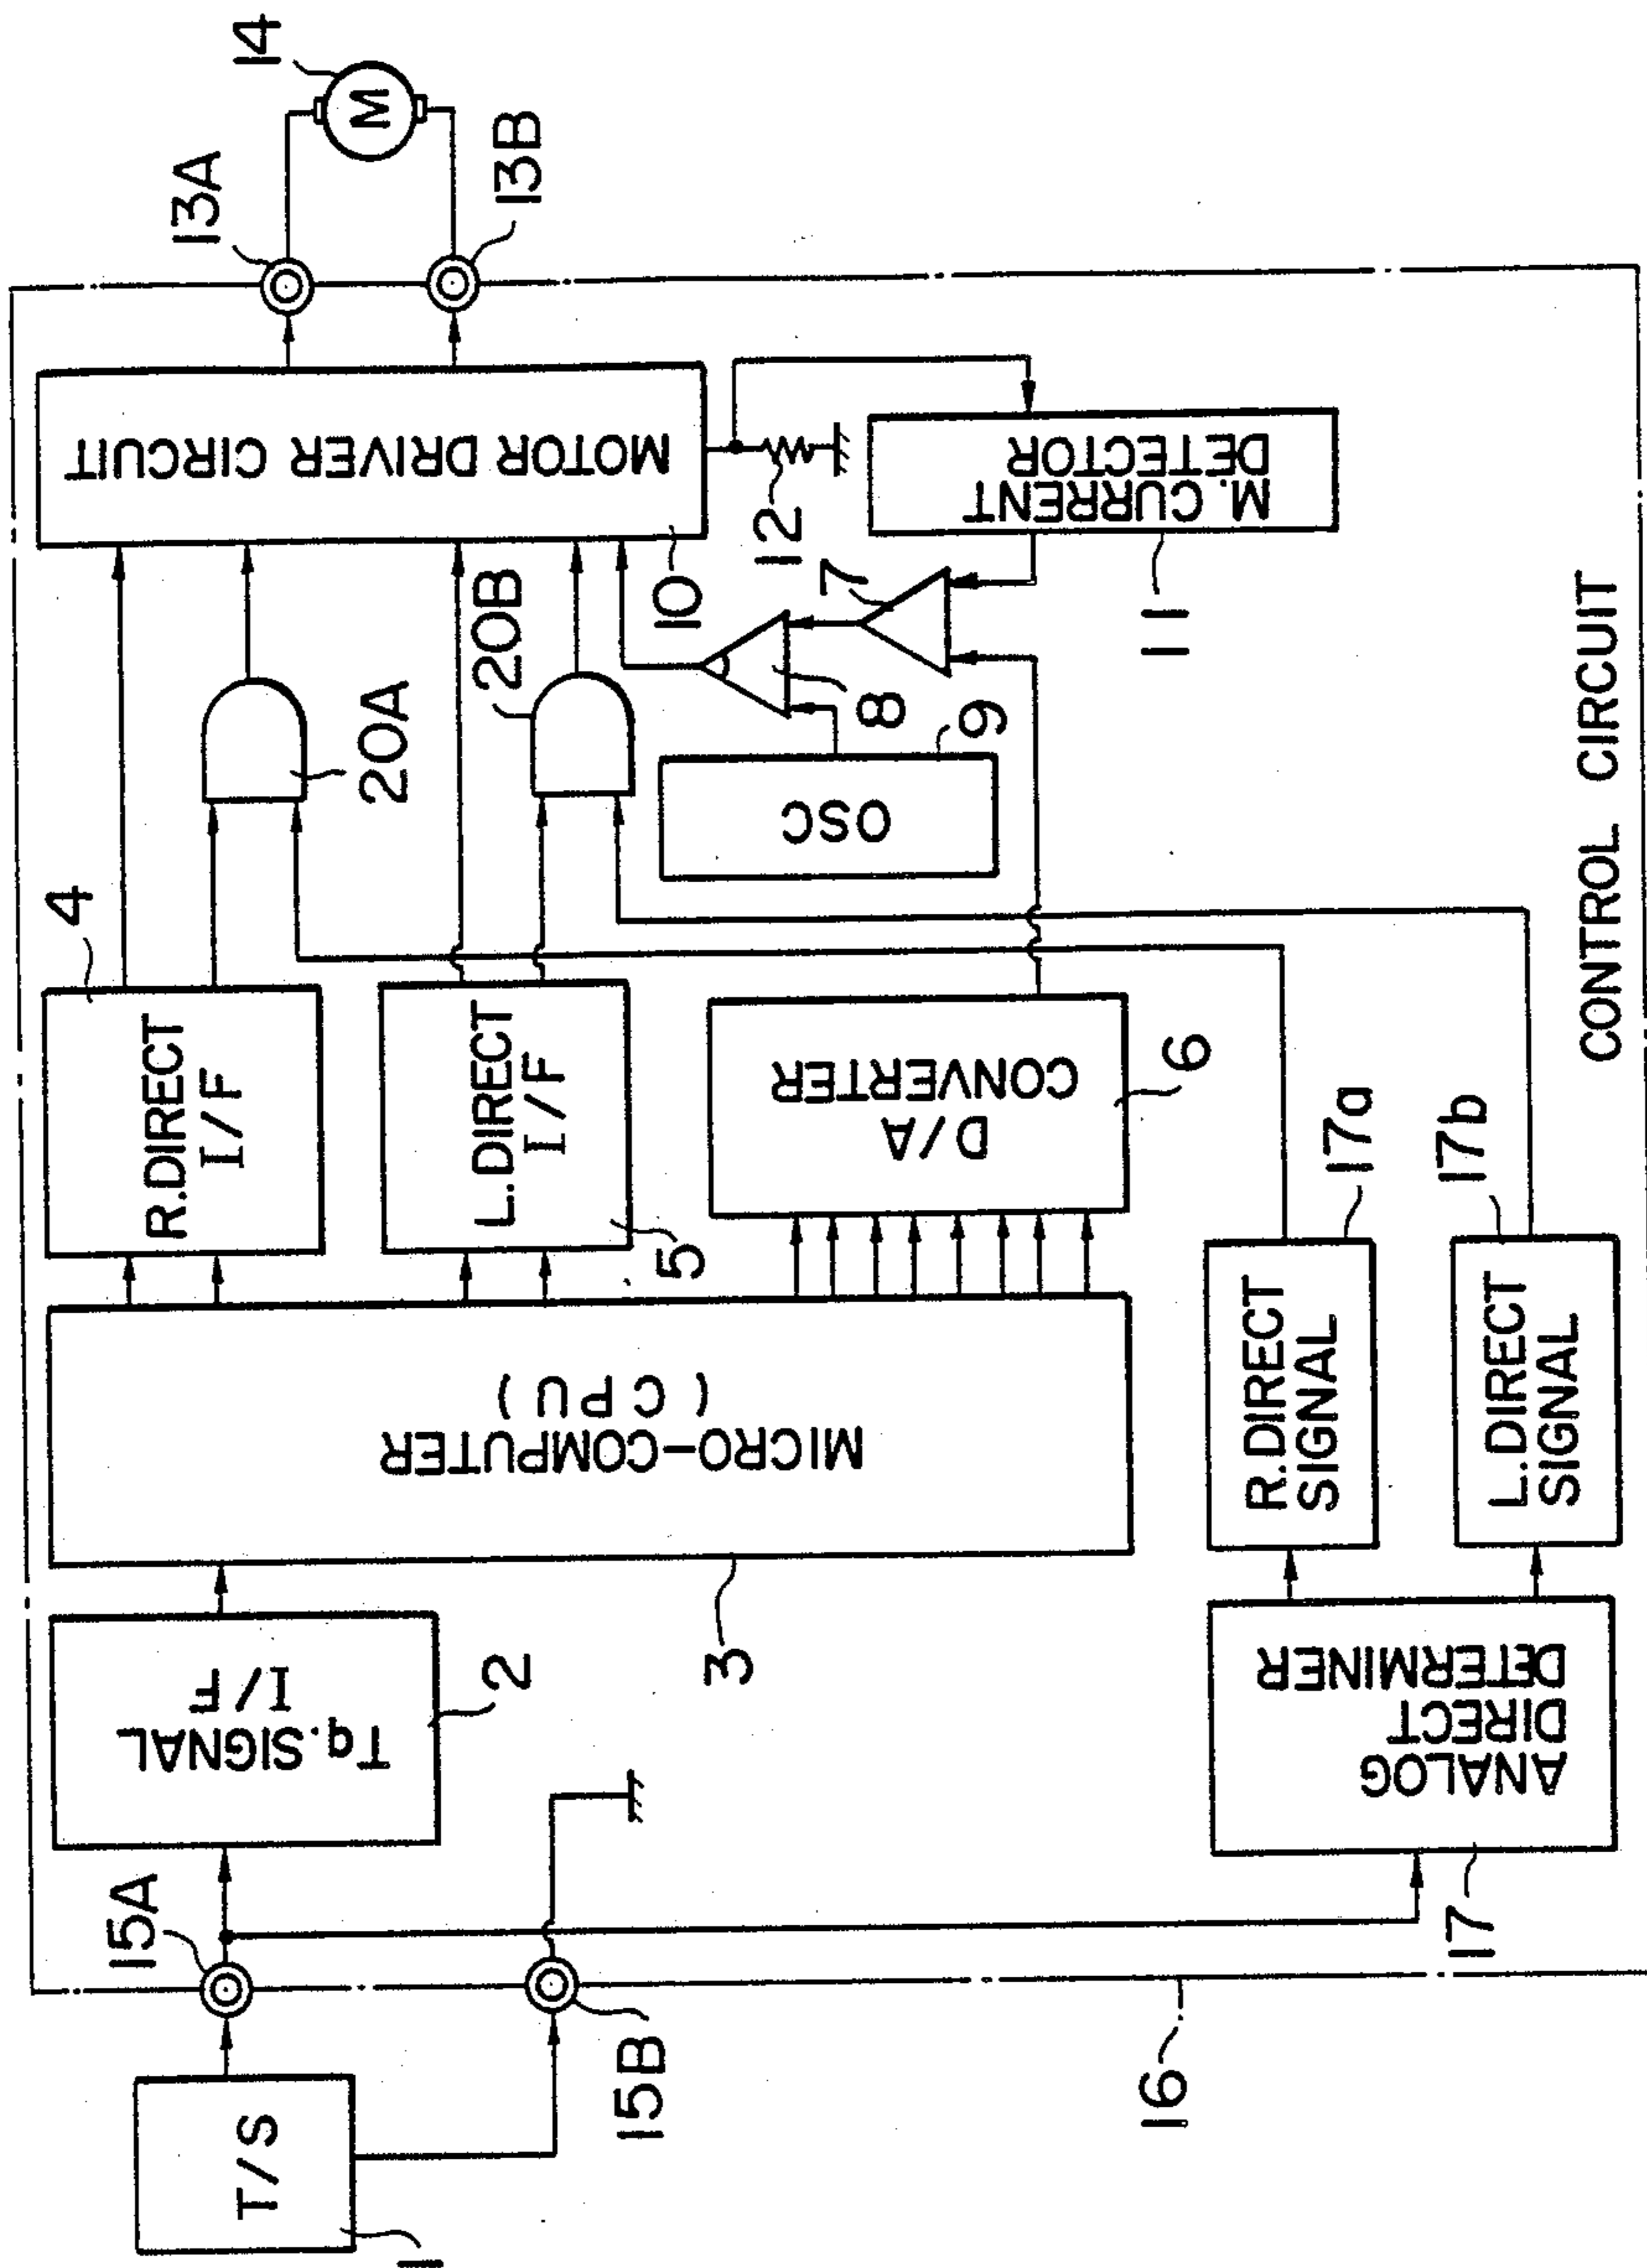 T/S
1
15A
15B
16
Tq.SIGNAL
I/F
2
MICRO-COMPUTER
(CPU)
3
R.DIRECT
I/F
4
L.DIRECT
I/F
5
D/A
CONVERTER
6
ANALOG
DIRECT
DETERMINER
17
R.DIRECT
SIGNAL
17a
L.DIRECT
SIGNAL
17b
20A
20B
OSC
9
8
7
MOTOR DRIVER CIRCUIT
10
12
M. CURRENT
DETECTOR
11
13A
13B
M
14
CONTROL CIRCUIT